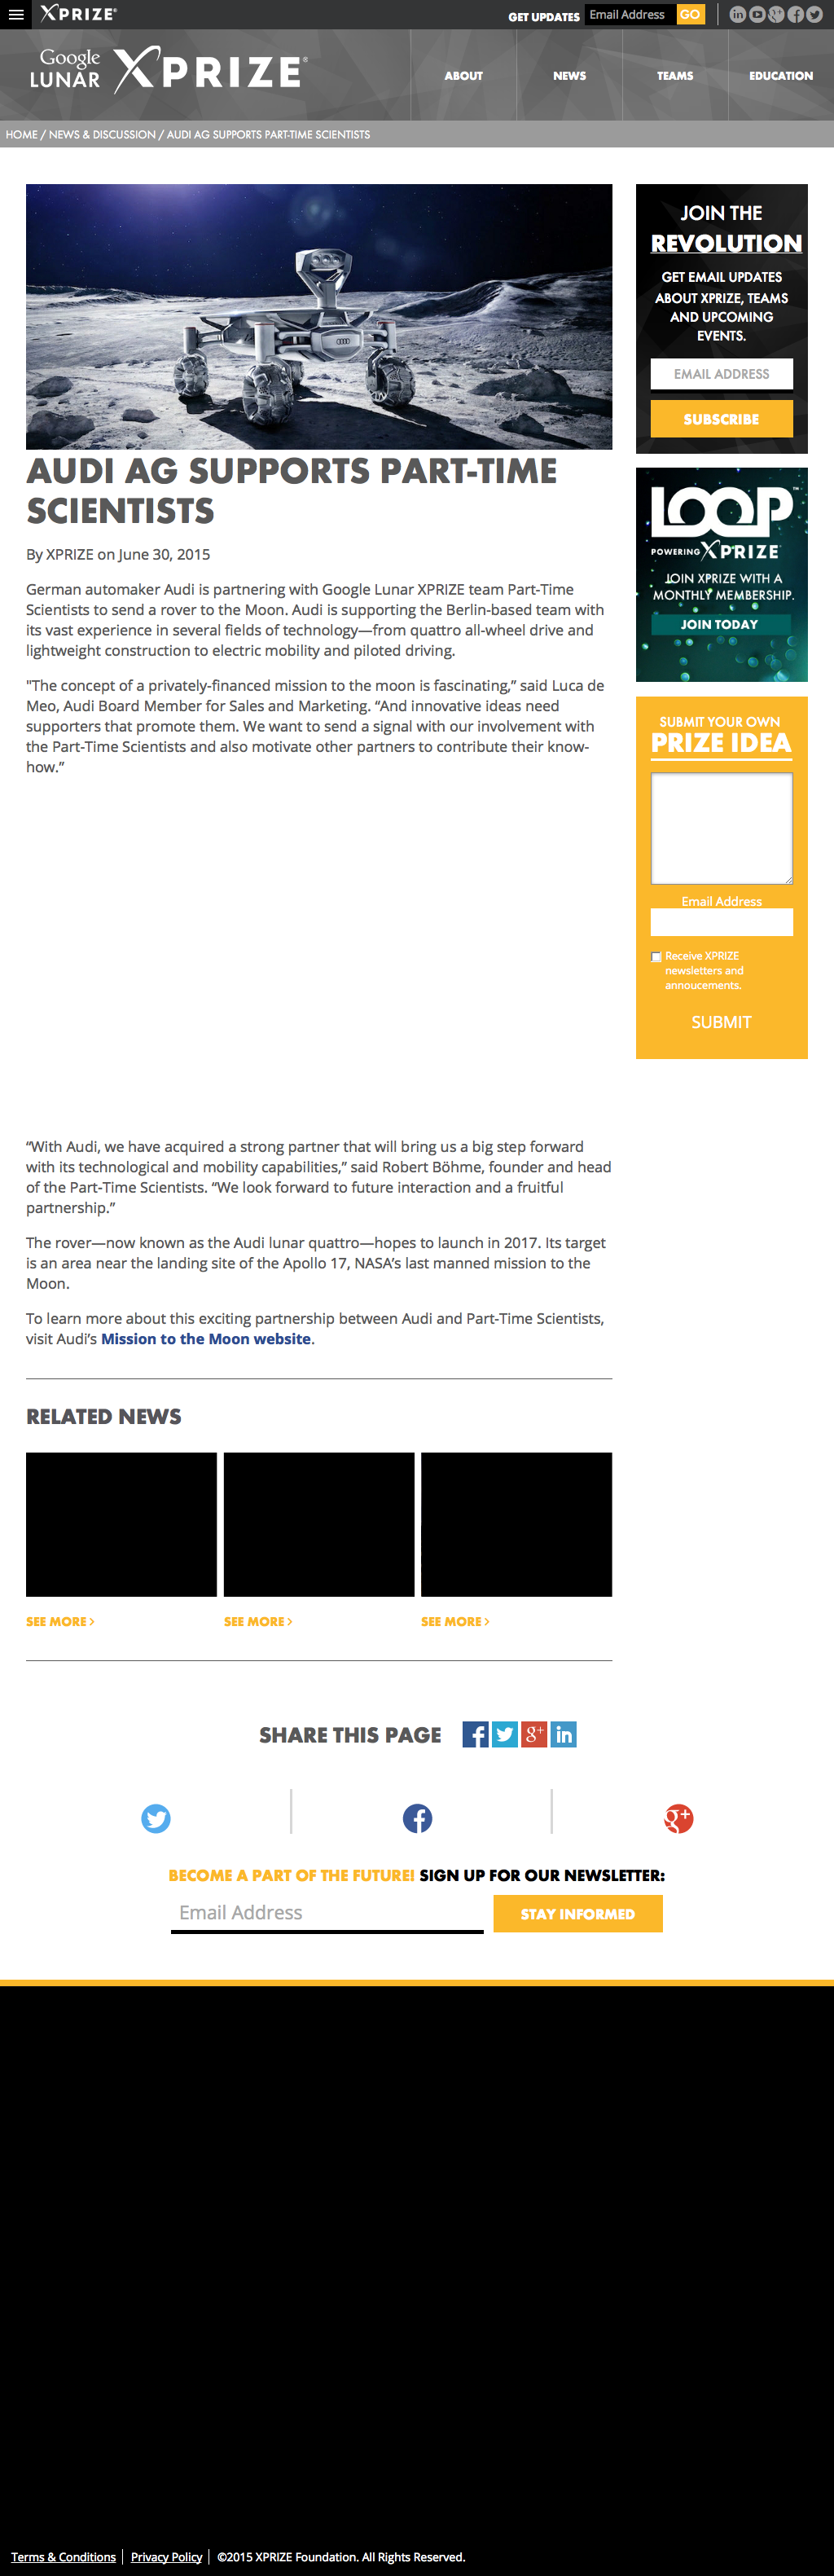 XPRIZE®
GET UPDATES Email Address GO
Google
LUNAR XPRIZE®
ABOUT NEWS TEAMS EDUCATION
HOME / NEWS & DISCUSSION / AUDI AG SUPPORTS PART-TIME SCIENTISTS
AUDI AG SUPPORTS PART-TIME
SCIENTISTS
By XPRIZE on June 30, 2015
German automaker Audi is partnering with Google Lunar XPRIZE team Part-Time
Scientists to send a rover to the Moon. Audi is supporting the Berlin-based team with
its vast experience in several fields of technology—from quattro all-wheel drive and
lightweight construction to electric mobility and piloted driving.
"The concept of a privately-financed mission to the moon is fascinating,” said Luca de
Meo, Audi Board Member for Sales and Marketing. “And innovative ideas need
supporters that promote them. We want to send a signal with our involvement with
the Part-Time Scientists and also motivate other partners to contribute their know-
how.”
“With Audi, we have acquired a strong partner that will bring us a big step forward
with its technological and mobility capabilities,” said Robert Böhme, founder and head
of the Part-Time Scientists. “We look forward to future interaction and a fruitful
partnership.”
The rover—now known as the Audi lunar quattro—hopes to launch in 2017. Its target
is an area near the landing site of the Apollo 17, NASA’s last manned mission to the
Moon.
To learn more about this exciting partnership between Audi and Part-Time Scientists,
visit Audi’s Mission to the Moon website.
JOIN THE
REVOLUTION
GET EMAIL UPDATES
ABOUT XPRIZE, TEAMS
AND UPCOMING
EVENTS.
EMAIL ADDRESS
SUBSCRIBE
LOOP™
POWERING XPRIZE
JOIN XPRIZE WITH A
MONTHLY MEMBERSHIP.
JOIN TODAY
SUBMIT YOUR OWN
PRIZE IDEA
Email Address
Receive XPRIZE
newsletters and
annoucements.
SUBMIT
RELATED NEWS
SEE MORE > SEE MORE > SEE MORE >
SHARE THIS PAGE
BECOME A PART OF THE FUTURE! SIGN UP FOR OUR NEWSLETTER:
Email Address STAY INFORMED
Terms & Conditions Privacy Policy ©2015 XPRIZE Foundation. All Rights Reserved.